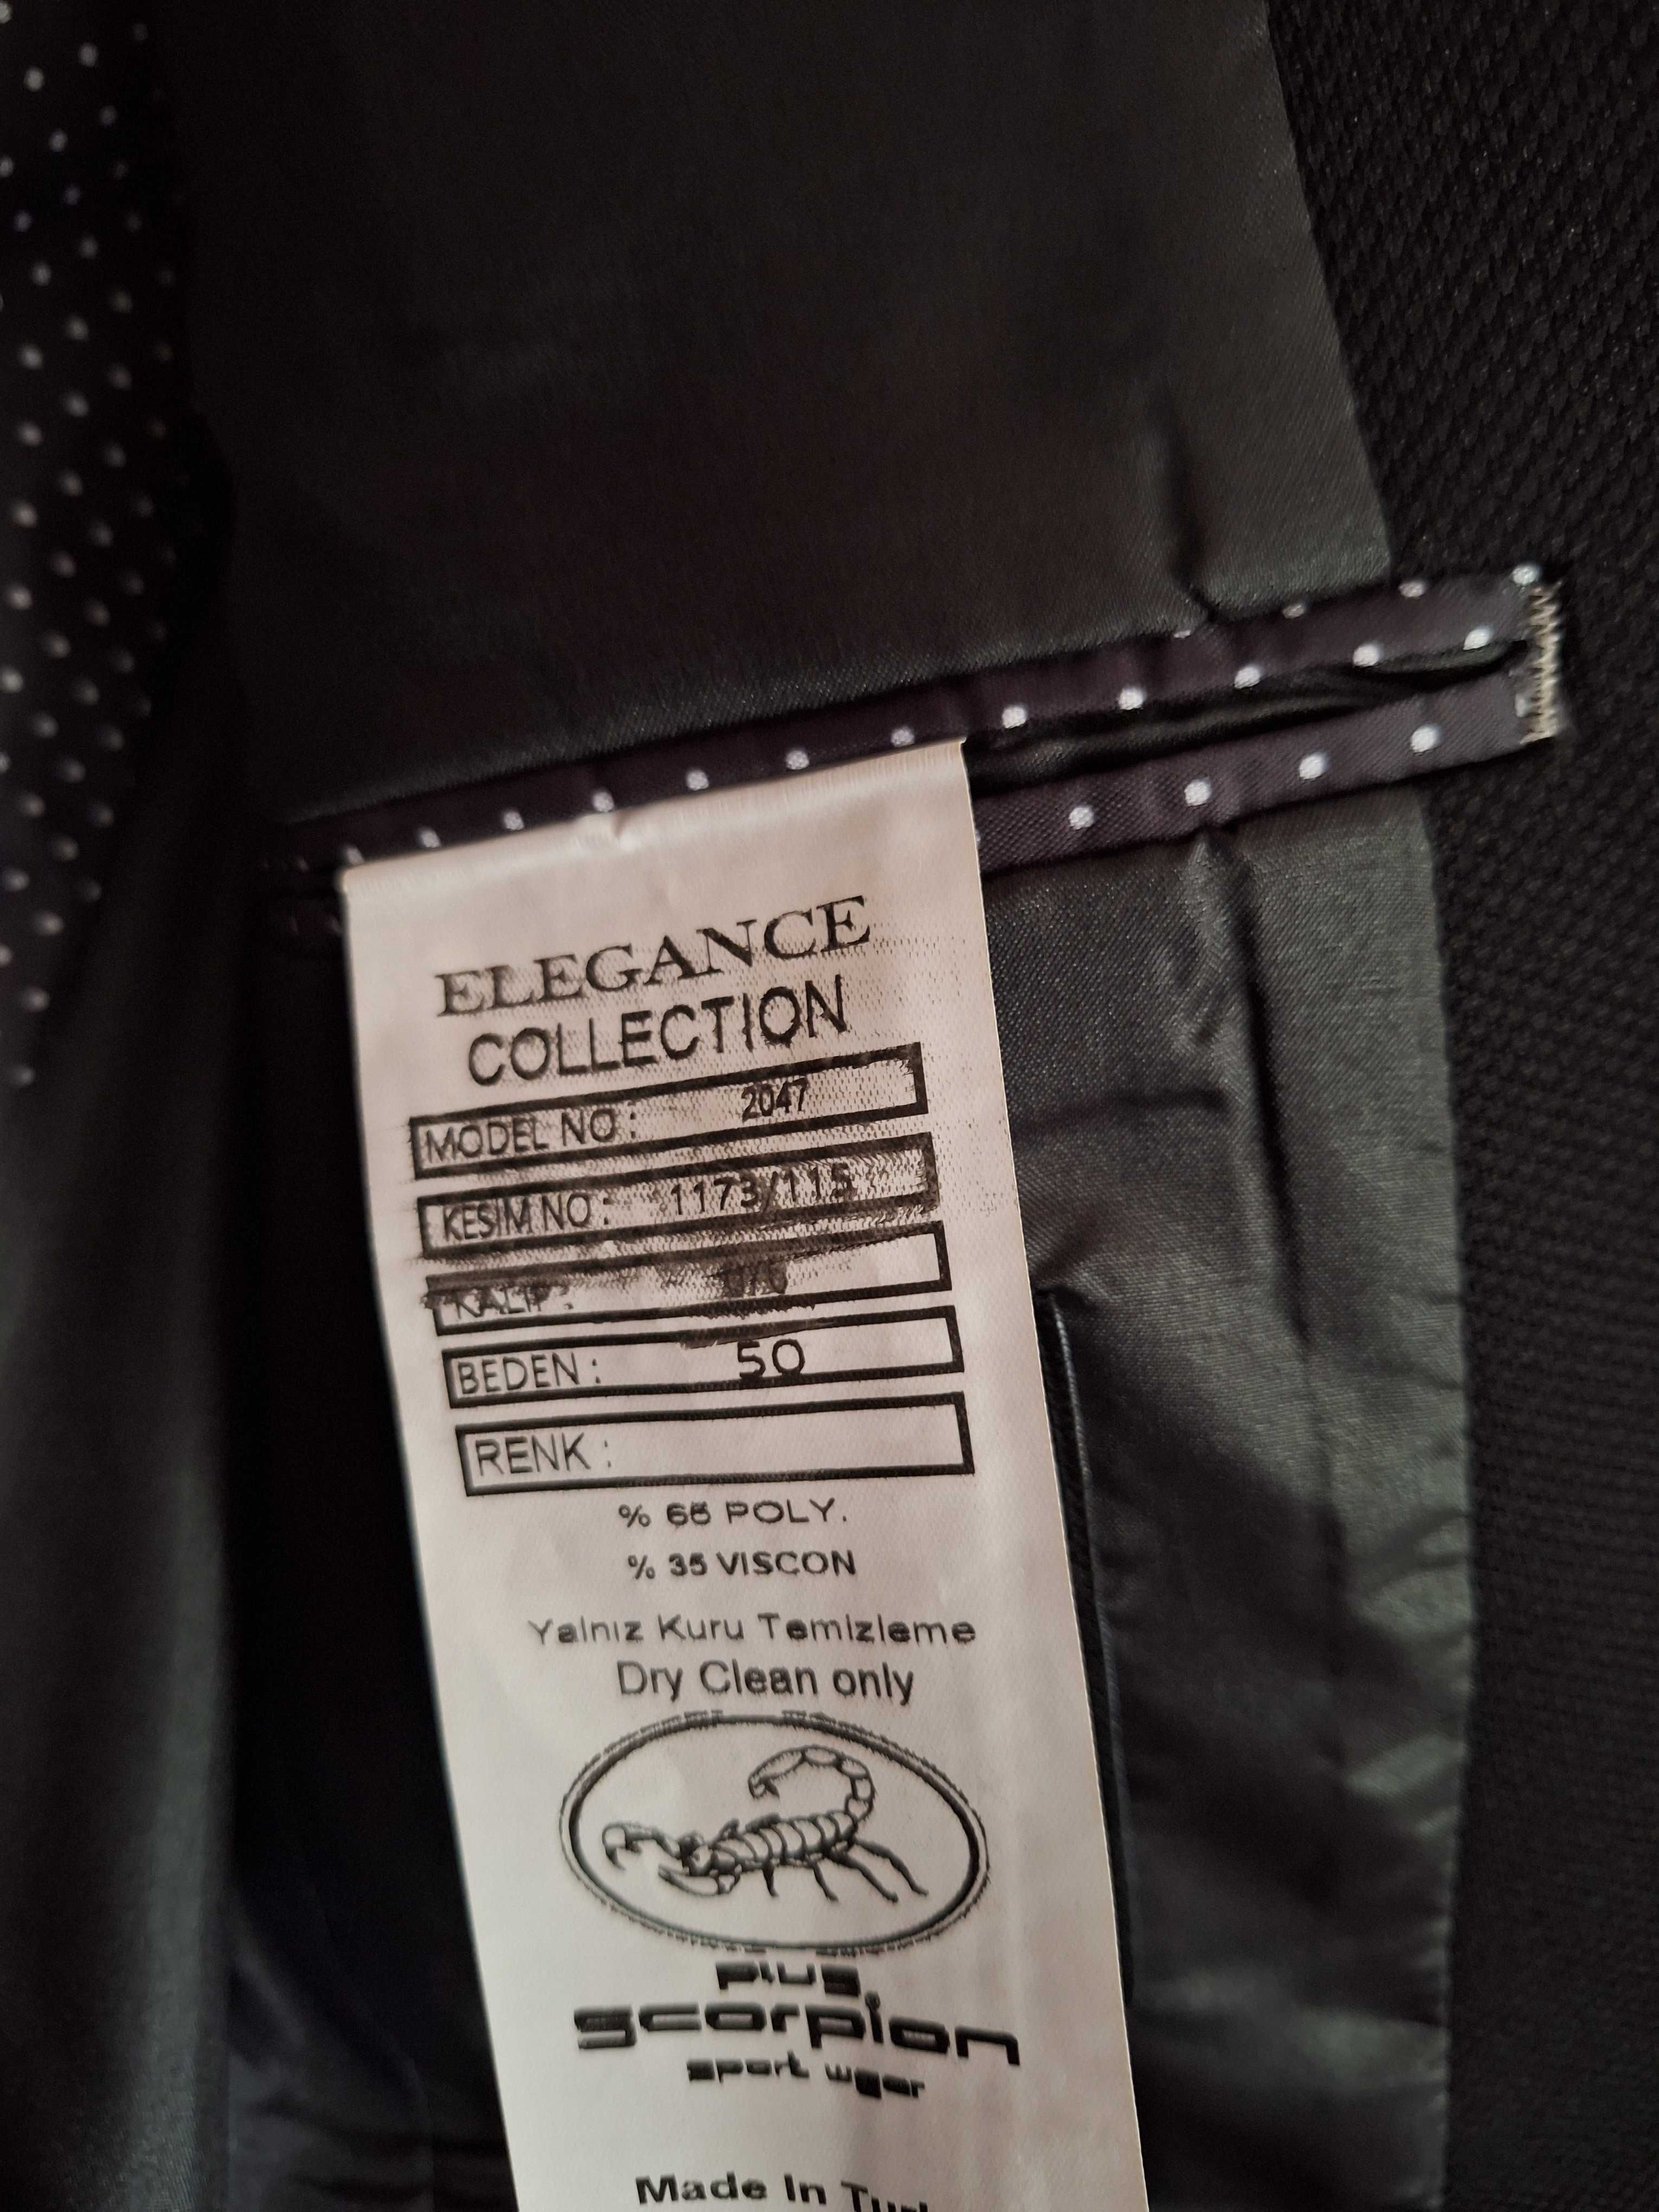 ELEGANCE
COLLECTION
MODEL NO : 2047
KESIM NO : 1173/115
KALIP :
BEDEN : 50
RENK :
% 65 POLY.
% 35 VISCON
Yalnız Kuru Temizleme
Dry Clean only
plus
scorpion
sport wear
Made In